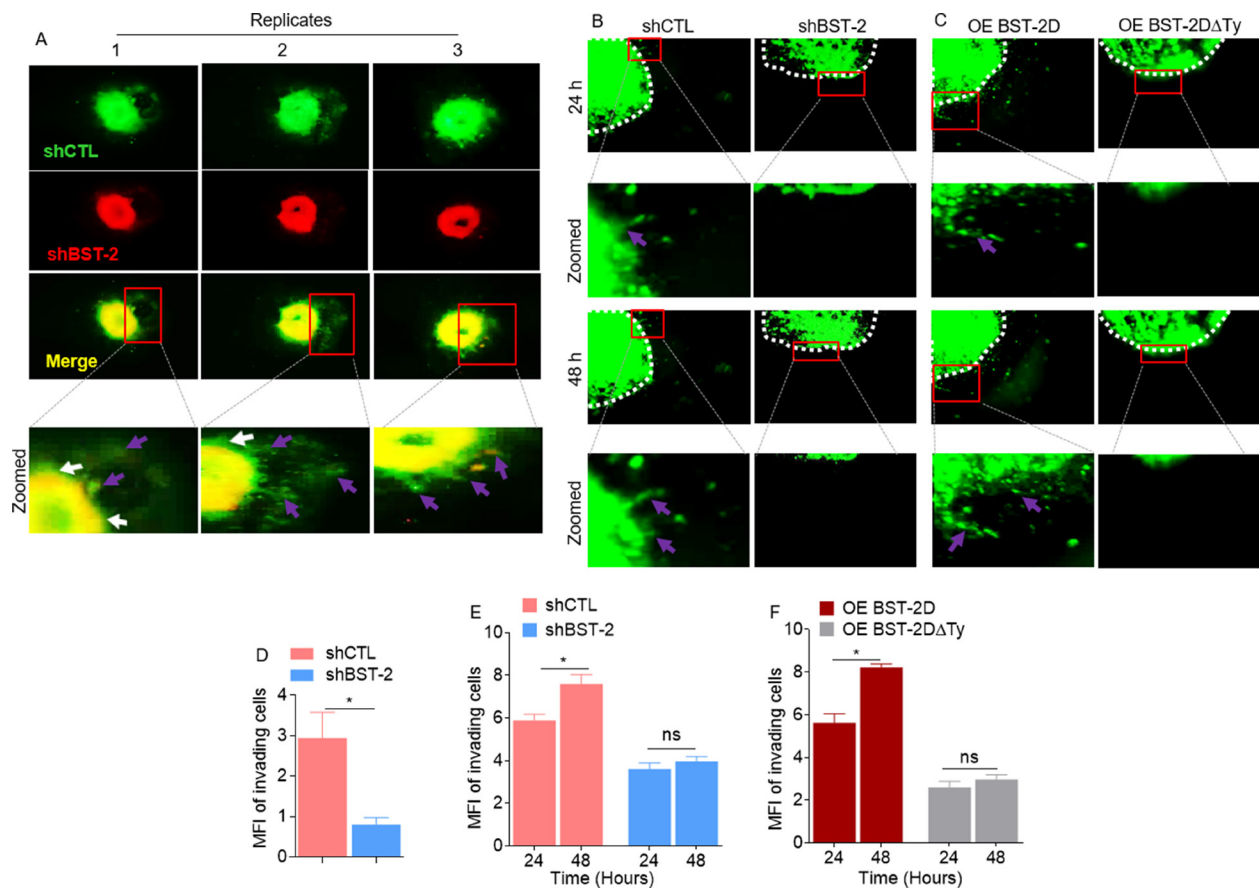 Replicates
A
1 2 3
shCTL
shBST-2
Merge
Zoomed
B
shCTL shBST-2
24 h
Zoomed
48 h
Zoomed
C
OE BST-2D OE BST-2DΔTy
D
shCTL
shBST-2
MFI of invading cells
4
3
2
1
0
*
E
shCTL
shBST-2
MFI of invading cells
10
8
6
4
2
0
*
ns
24 48 24 48
Time (Hours)
F
OE BST-2D
OE BST-2DΔTy
MFI of invading cells
10
8
6
4
2
0
*
ns
24 48 24 48
Time (Hours)